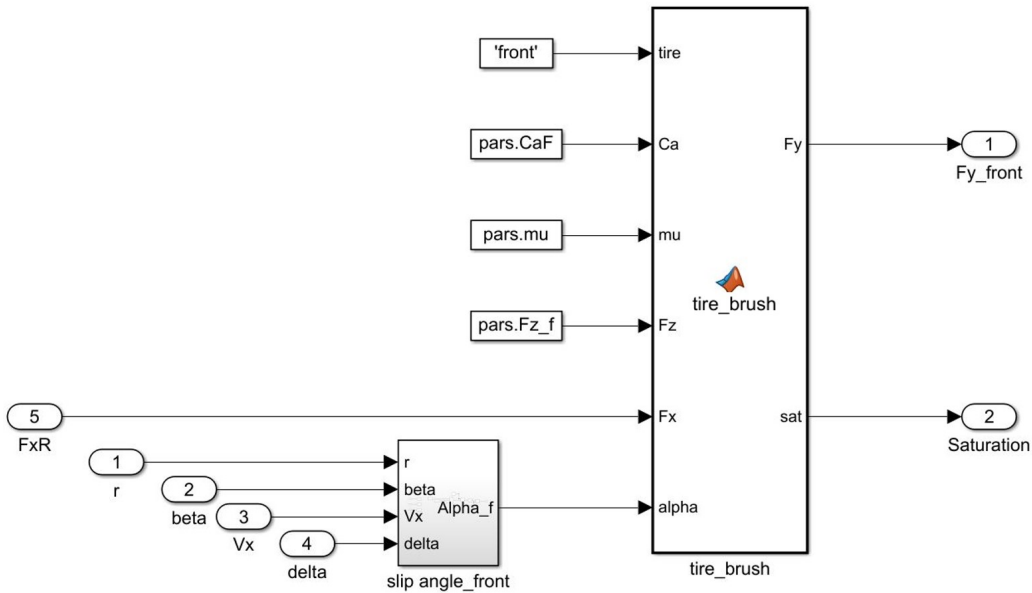 'front'
tire
pars.CaF
Ca
Fy
1
Fy_front
pars.mu
mu
tire_brush
pars.Fz_f
Fz
5
FxR
Fx
sat
2
Saturation
1
r
r
2
beta
beta
Alpha_f
3
Vx
Vx
4
delta
delta
alpha
slip angle_front
tire_brush